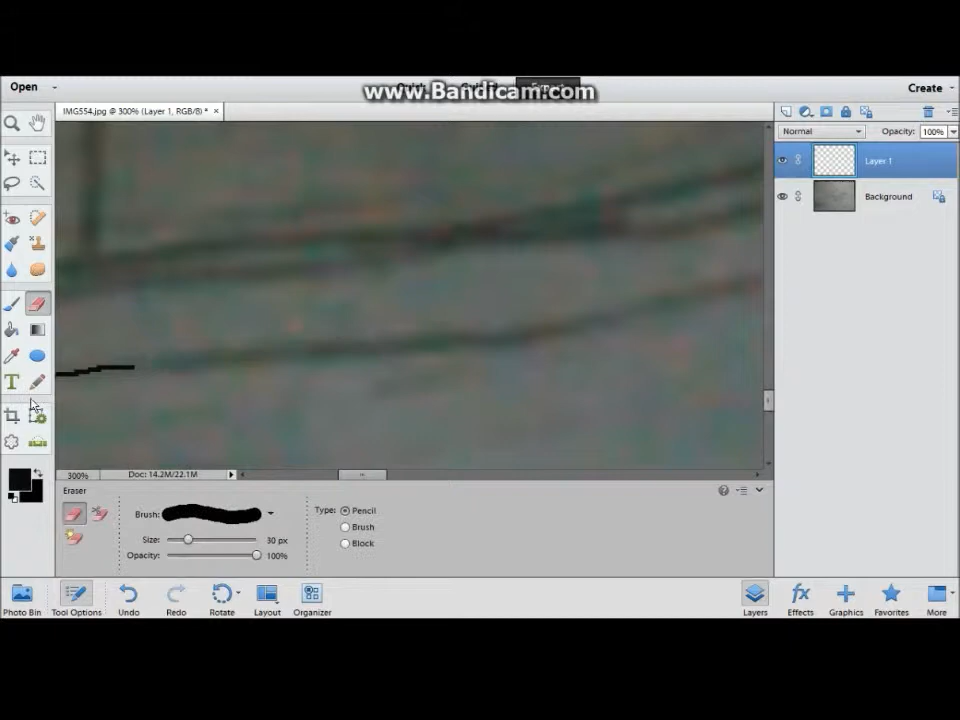 www.Bandicam.com
Open
Create
IMG554.jpg @ 300% (Layer 1, RGB/8) * ×
Normal
Opacity: 100%
Layer 1
Background
300%
Doc: 14.2M/22.1M
Eraser
Brush:
Type: Pencil
Brush
Block
Size: 30 px
Opacity: 100%
Photo Bin
Tool Options
Undo
Redo
Rotate
Layout
Organizer
Layers
fx
Effects
Graphics
Favorites
More